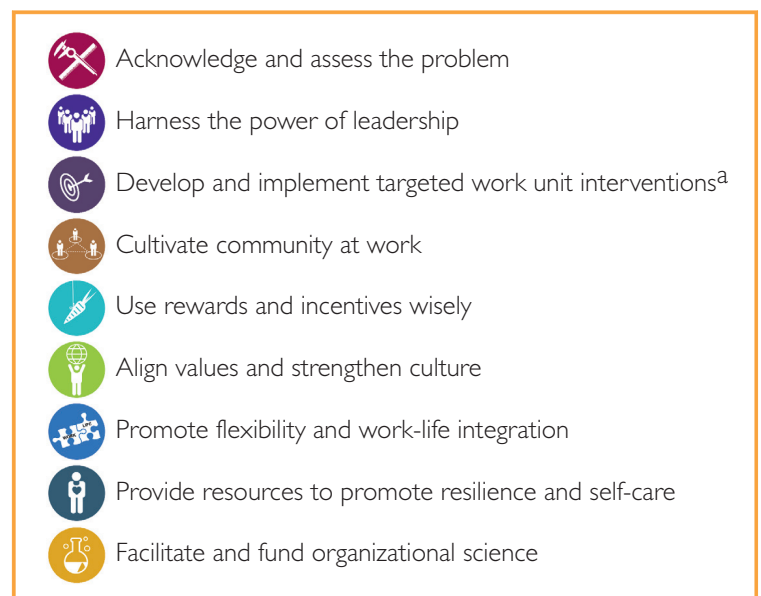 Acknowledge and assess the problem
Harness the power of leadership
Develop and implement targeted work unit interventionsa
Cultivate community at work
Use rewards and incentives wisely
Align values and strengthen culture
WORK LIFE
Promote flexibility and work-life integration
Provide resources to promote resilience and self-care
Facilitate and fund organizational science